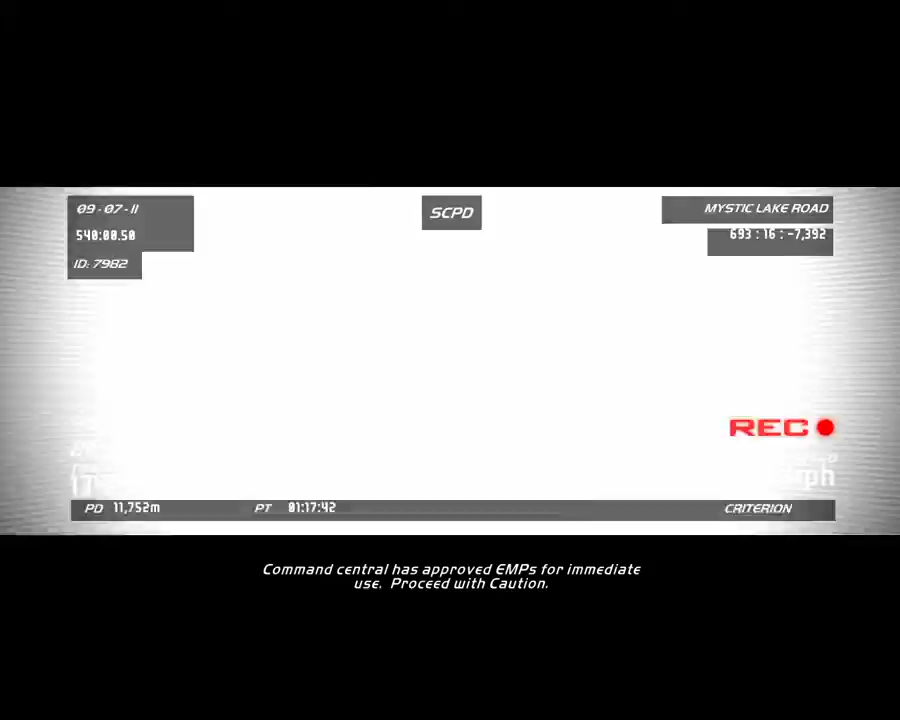 09-07-11
SCPD
MYSTIC LAKE ROAD
540:00.50
693 : 16 : -7,392
ID: 7982
REC
mph
PD 11,752m PT 01:17:42 CRITERION
Command central has approved EMPs for immediate
use. Proceed with Caution.